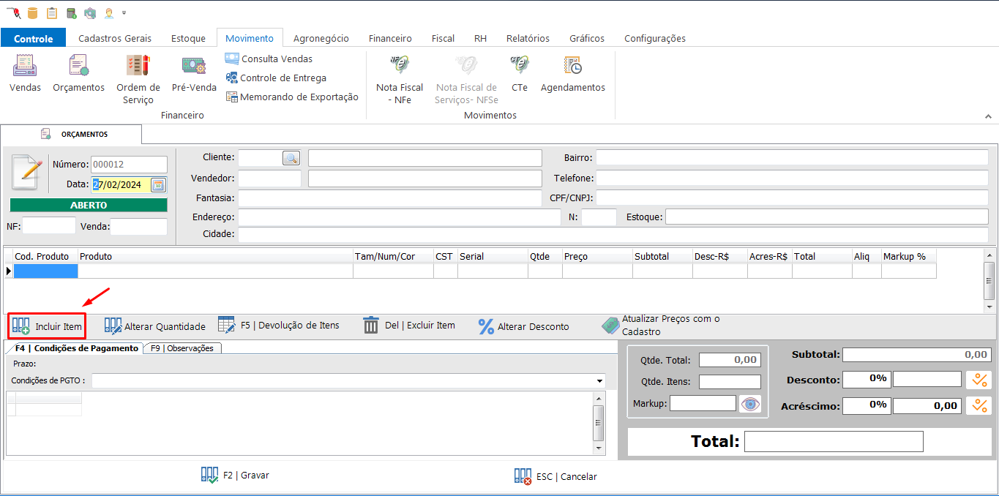 Controle Cadastros Gerais Estoque Movimento Agronegócio Financeiro Fiscal RH Relatórios Gráficos Configurações
Vendas
Orçamentos
Ordem de
Serviço
Pré-Venda
Consulta Vendas
Controle de Entrega
Memorando de Exportação
Financeiro
Nota Fiscal
- NFe
Nota Fiscal de
Serviços- NFSe
CTe
Agendamentos
Movimentos
ORÇAMENTOS
Número: 000012
Data: 27/02/2024
ABERTO
NF: Venda:
Cliente:
Vendedor:
Fantasia:
Endereço: N: Estoque:
Cidade:
Bairro:
Telefone:
CPF/CNPJ:
Cod. Produto Produto Tam/Num/Cor CST Serial Qtde Preço Subtotal Desc-R$ Acres-R$ Total Aliq Markup %
Incluir Item
Alterar Quantidade
F5 | Devolução de Itens
Del | Excluir Item
Alterar Desconto
Atualizar Preços com o
Cadastro
F4 | Condições de Pagamento F9 | Observações
Prazo:
Condições de PGTO :
Qtde. Total: 0,00
Qtde. Itens:
Markup:
Subtotal: 0,00
Desconto: 0%
Acréscimo: 0% 0,00
Total:
F2 | Gravar
ESC | Cancelar